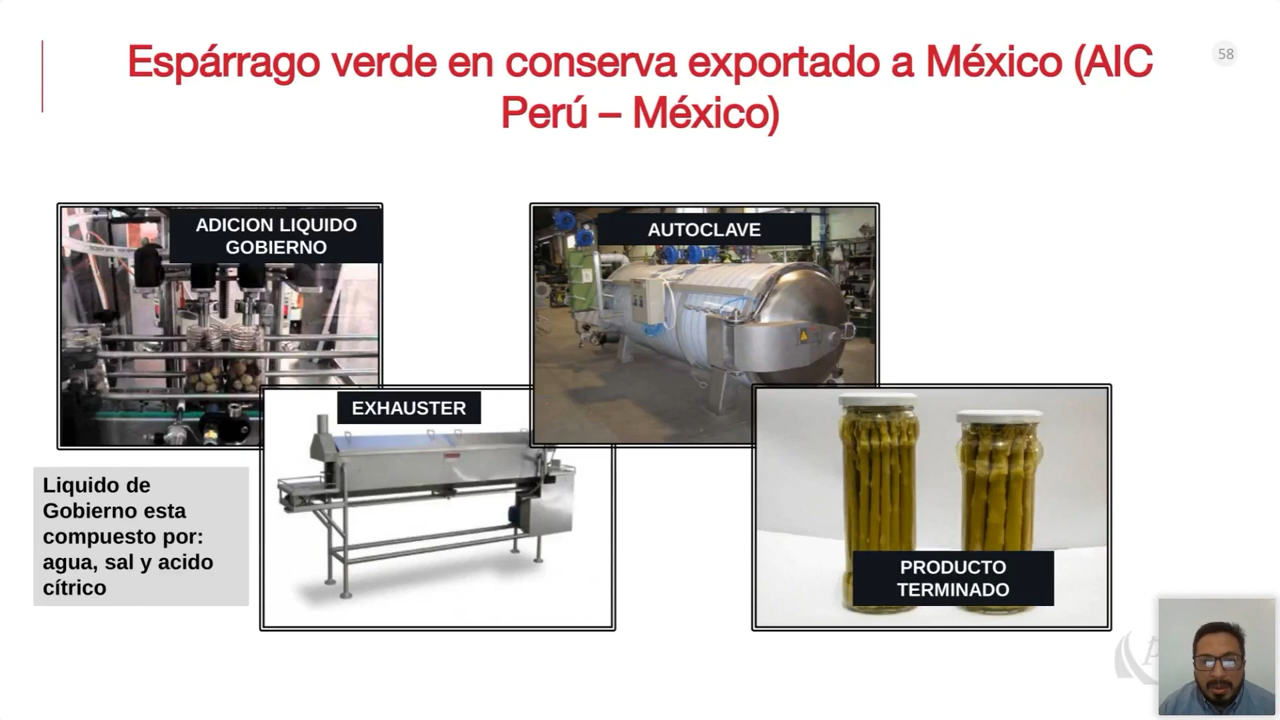 Espárrago verde en conserva exportado a México (AIC
Perú – México)
58
ADICION LIQUIDO
GOBIERNO
AUTOCLAVE
EXHAUSTER
Liquido de
Gobierno esta
compuesto por:
agua, sal y acido
cítrico
PRODUCTO
TERMINADO